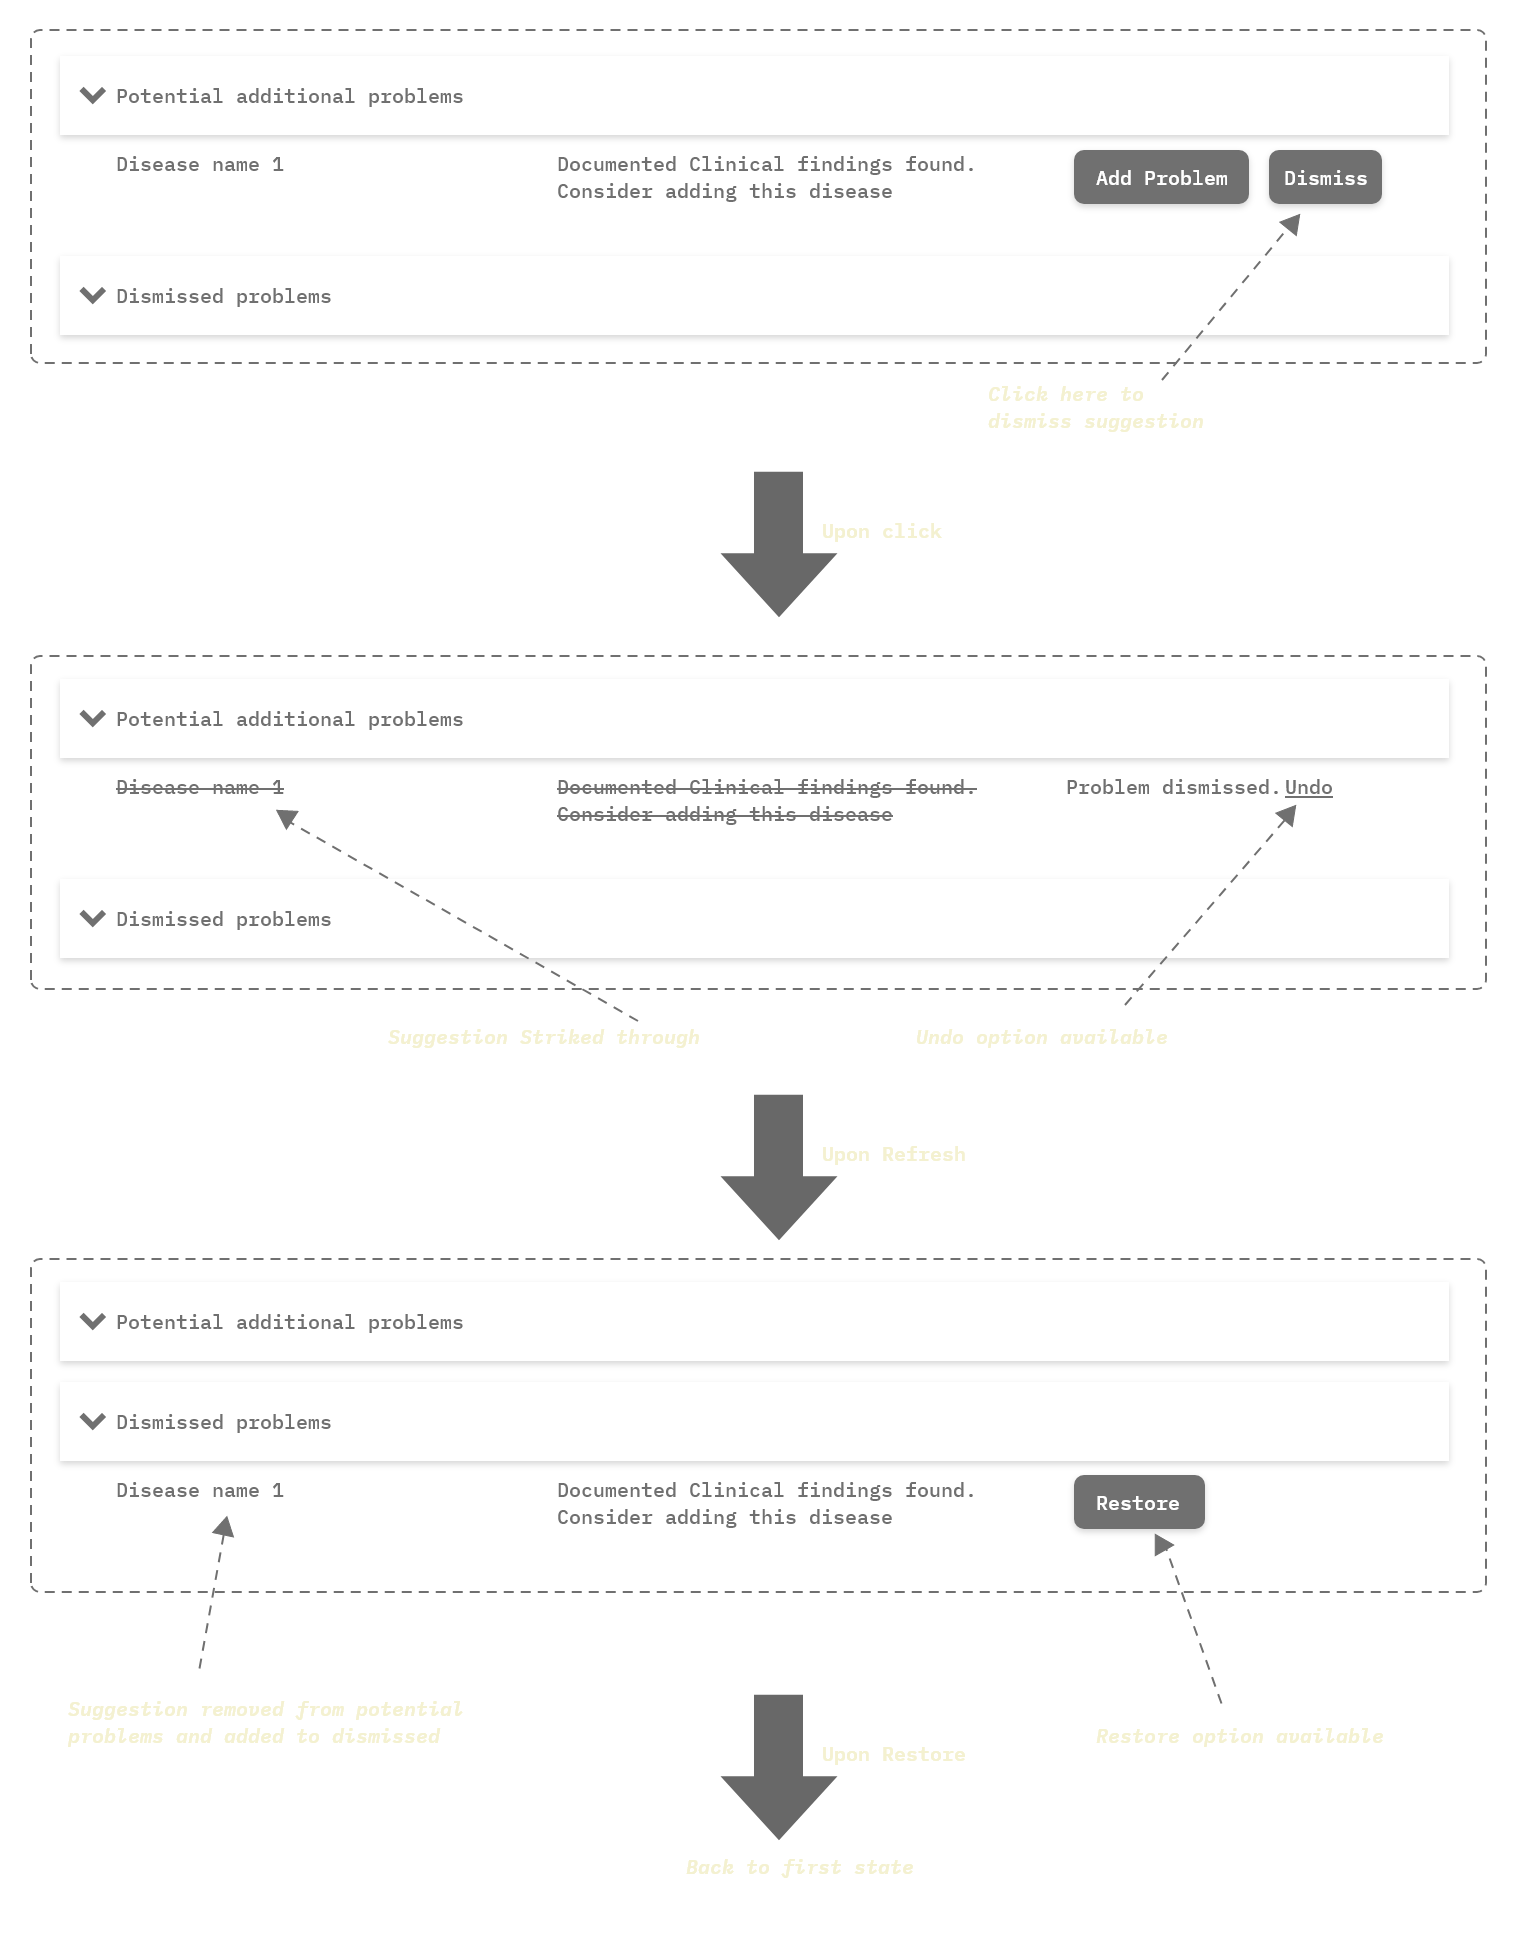 Potential additional problems
Disease name 1
Documented Clinical findings found.
Consider adding this disease
Add Problem
Dismiss
Dismissed problems
Click here to
dismiss suggestion
Upon click
Potential additional problems
Disease name 1
Documented Clinical findings found.
Consider adding this disease
Problem dismissed. Undo
Dismissed problems
Suggestion Striked through
Undo option available
Upon Refresh
Potential additional problems
Dismissed problems
Disease name 1
Documented Clinical findings found.
Consider adding this disease
Restore
Suggestion removed from potential
problems and added to dismissed
Restore option available
Upon Restore
Back to first state